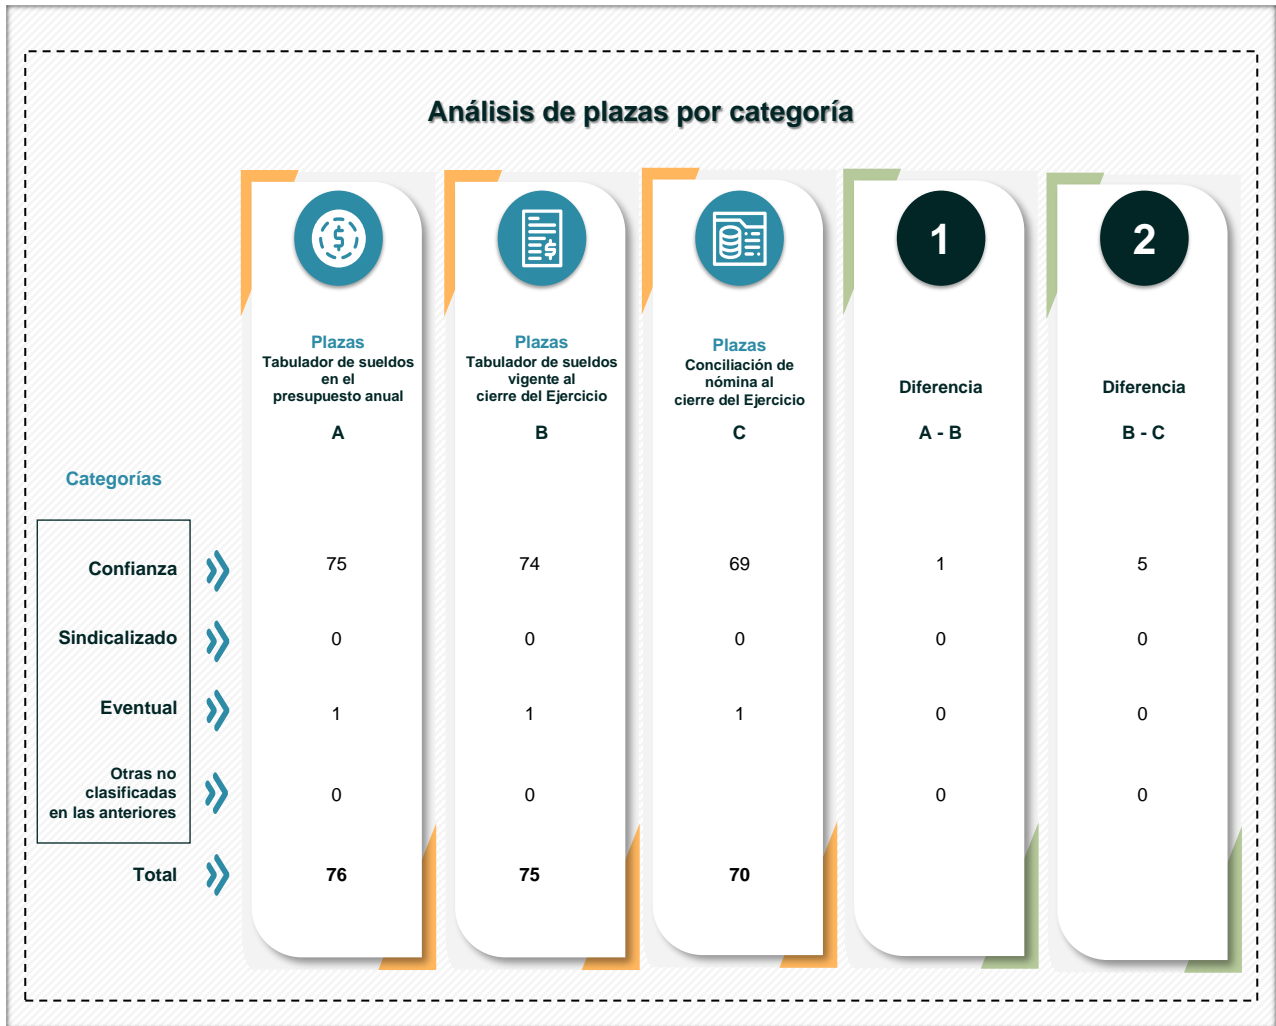 Análisis de plazas por categoría
1
2
Plazas
Tabulador de sueldos
en el
presupuesto anual
A
Plazas
Tabulador de sueldos
vigente al
cierre del Ejercicio
B
Plazas
Conciliación de
nómina al
cierre del Ejercicio
C
Diferencia
A - B
Diferencia
B - C
Categorías
Confianza 75 74 69 1 5
Sindicalizado 0 0 0 0 0
Eventual 1 1 1 0 0
Otras no
clasificadas
en las anteriores 0 0 0 0
Total 76 75 70